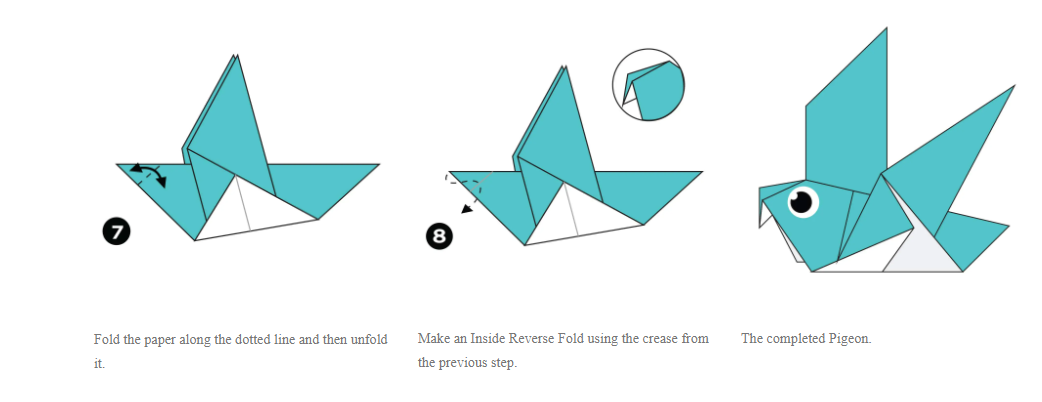 7
8
Fold the paper along the dotted line and then unfold
it.
Make an Inside Reverse Fold using the crease from
the previous step.
The completed Pigeon.